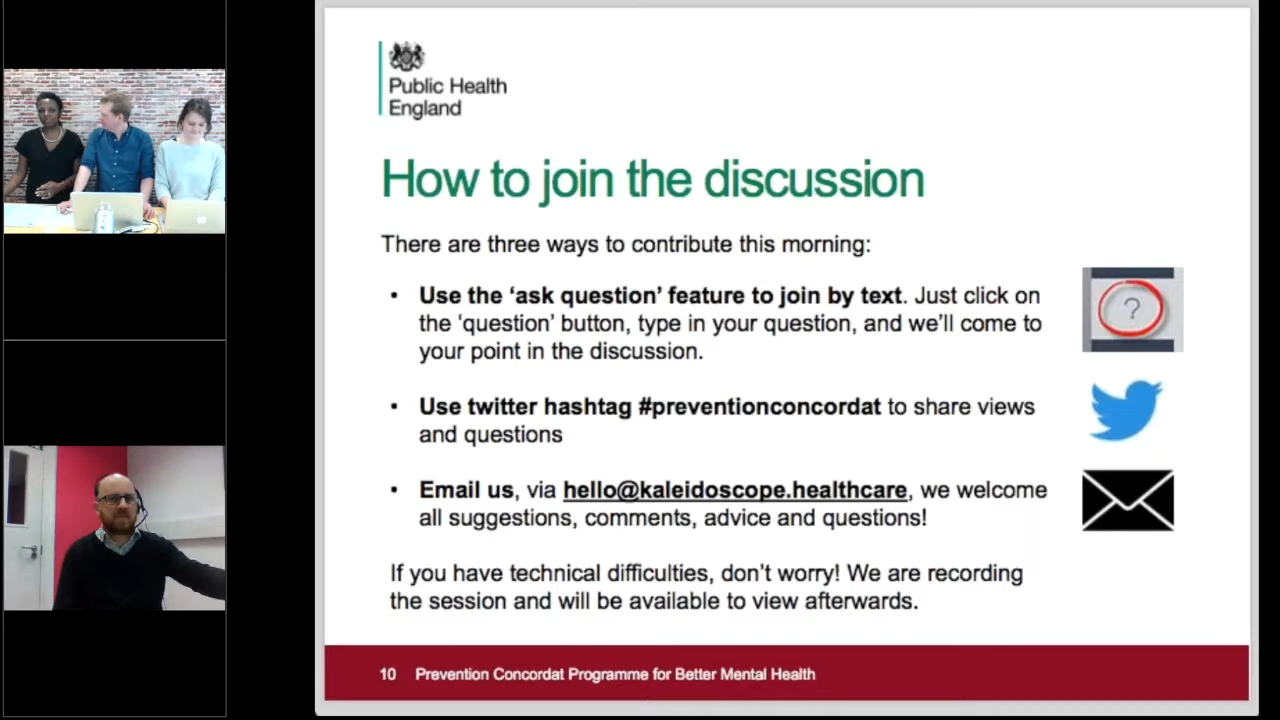 Public Health
England
How to join the discussion
There are three ways to contribute this morning:
• Use the ‘ask question’ feature to join by text. Just click on
the ‘question’ button, type in your question, and we’ll come to
your point in the discussion.
?
• Use twitter hashtag #preventionconcordat to share views
and questions
• Email us, via hello@kaleidoscope.healthcare, we welcome
all suggestions, comments, advice and questions!
If you have technical difficulties, don’t worry! We are recording
the session and will be available to view afterwards.
10 Prevention Concordat Programme for Better Mental Health